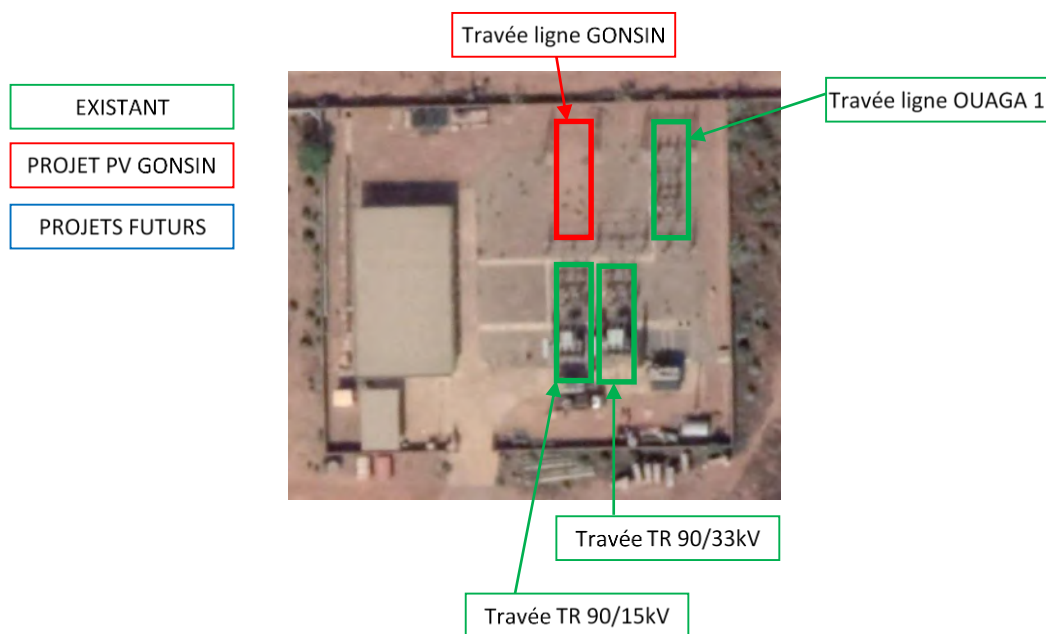 Travée ligne GONSIN
EXISTANT
Travée ligne OUAGA 1
PROJET PV GONSIN
PROJETS FUTURS
Travée TR 90/33kV
Travée TR 90/15kV